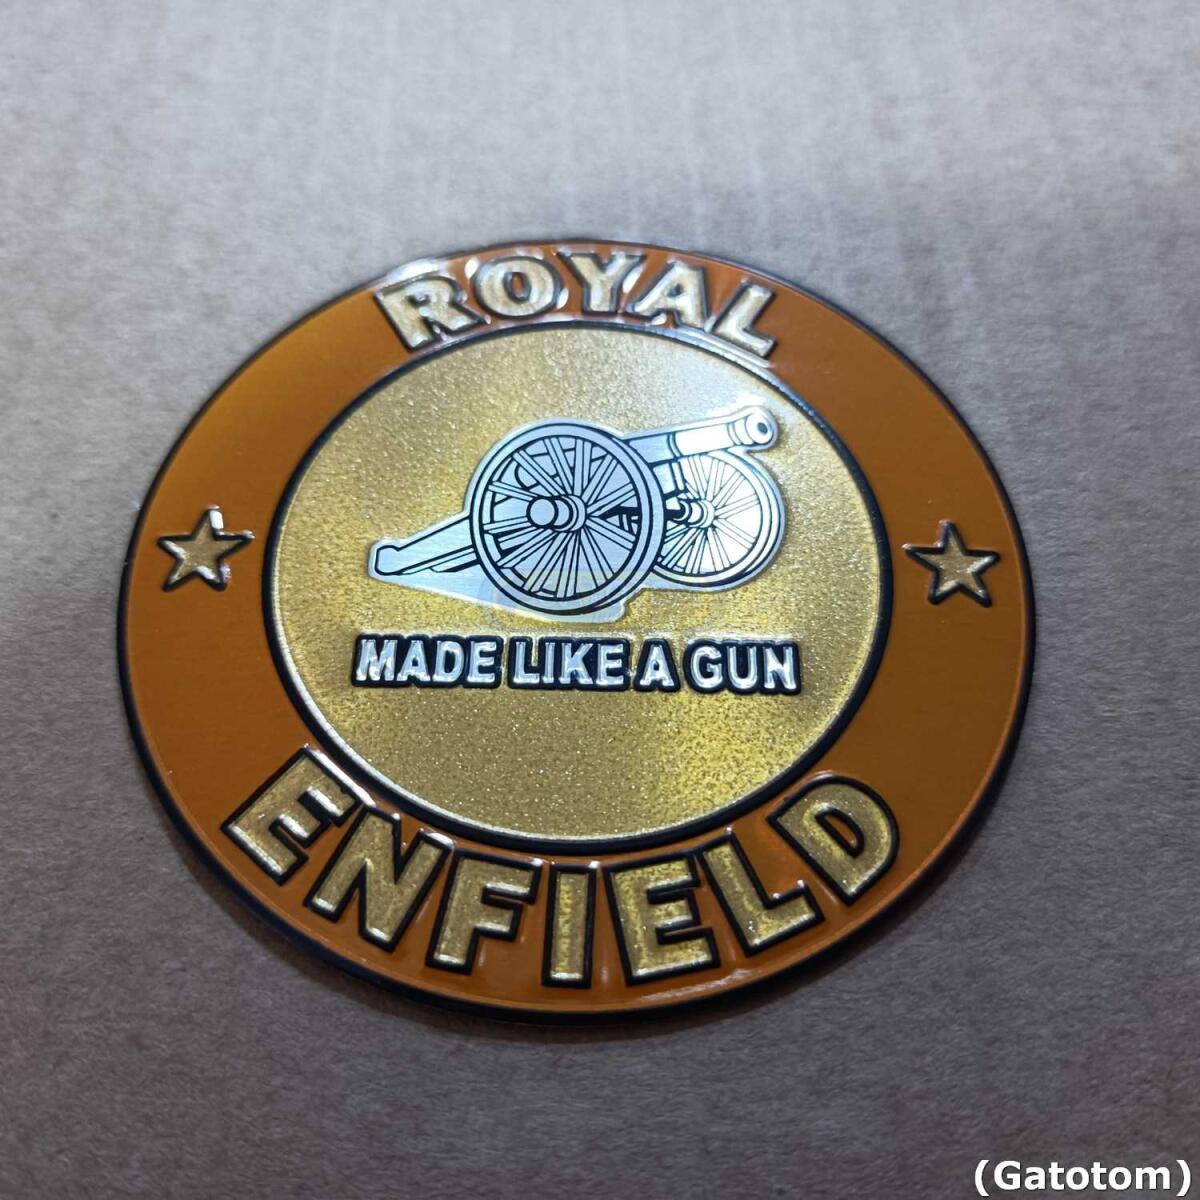 ROYAL
MADE LIKE A GUN
ENFIELD
(Gatotom)